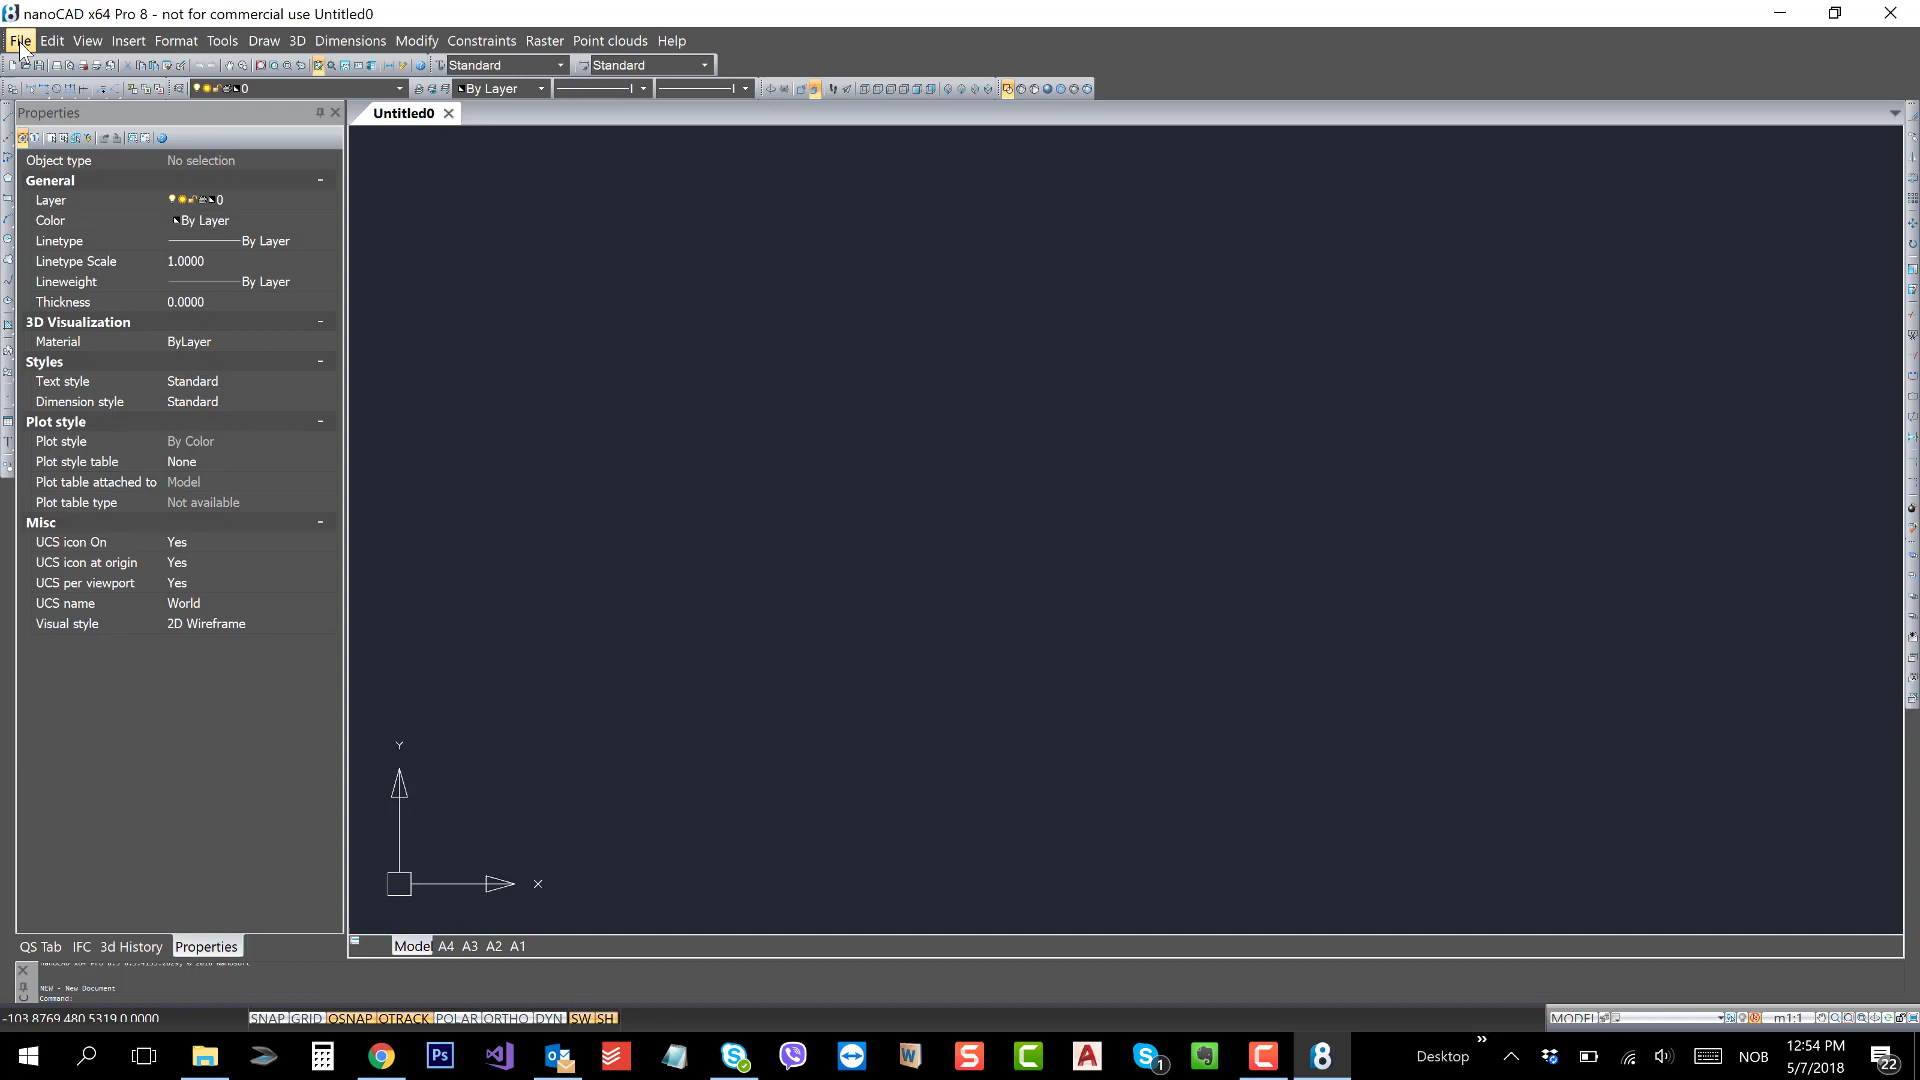 nanoCAD x64 Pro 8 - not for commercial use Untitled0
File Edit View Insert Format Tools Draw 3D Dimensions Modify Constraints Raster Point clouds Help
Standard Standard
0 By Layer
Properties
Untitled0
Object type No selection
General
Layer 0
Color By Layer
Linetype By Layer
Linetype Scale 1.0000
Lineweight By Layer
Thickness 0.0000
3D Visualization
Material ByLayer
Styles
Text style Standard
Dimension style Standard
Plot style
Plot style By Color
Plot style table None
Plot table attached to Model
Plot table type Not available
Misc
UCS icon On Yes
UCS icon at origin Yes
UCS per viewport Yes
UCS name World
Visual style 2D Wireframe
Y
X
QS Tab IFC 3d History Properties
Model A4 A3 A2 A1
NEW - New Document
Command:
-103.8769,480.5319,0.0000 SNAP GRID OSNAP OTRACK POLAR ORTHO DYN SW SH MODEL m1:1
Desktop NOB 12:54 PM
5/7/2018
22
1